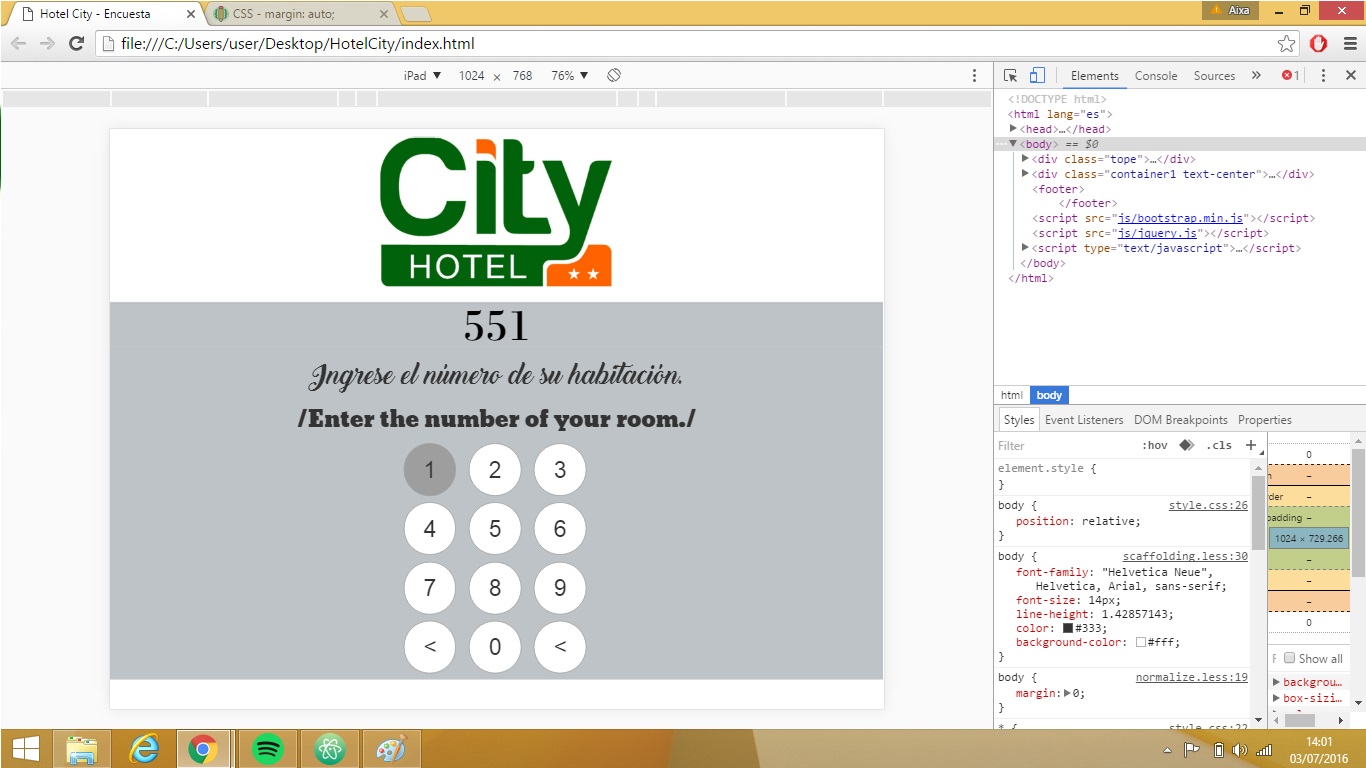 Hotel City - Encuesta
CSS - margin: auto;
Aixa
file:///C:/Users/user/Desktop/HotelCity/index.html
iPad ▼ 1024 × 768 76% ▼
Elements Console Sources » 1
<!DOCTYPE html>
<html lang="es">
<head>…</head>
<body> == $0
<div class="tope">…</div>
<div class="container1 text-center">…</div>
<footer>
</footer>
<script src="js/bootstrap.min.js"></script>
<script src="js/jquery.js"></script>
<script type="text/javascript">…</script>
</body>
</html>
City
HOTEL
551
Ingrese el número de su habitación.
/Enter the number of your room./
1 2 3
4 5 6
7 8 9
< 0 <
html body
Styles Event Listeners DOM Breakpoints Properties
Filter :hov .cls +
element.style {
}
body { style.css:26
position: relative;
}
body { scaffolding.less:30
font-family: "Helvetica Neue",
Helvetica, Arial, sans-serif;
font-size: 14px;
line-height: 1.42857143;
color: #333;
background-color: #fff;
}
body { normalize.less:19
margin: 0;
}
* { style.css:22
0
–
rder –
padding –
1024 × 729.266
–
–
–
0
Show all
backgrou…
box-sizi…
14:01
03/07/2016